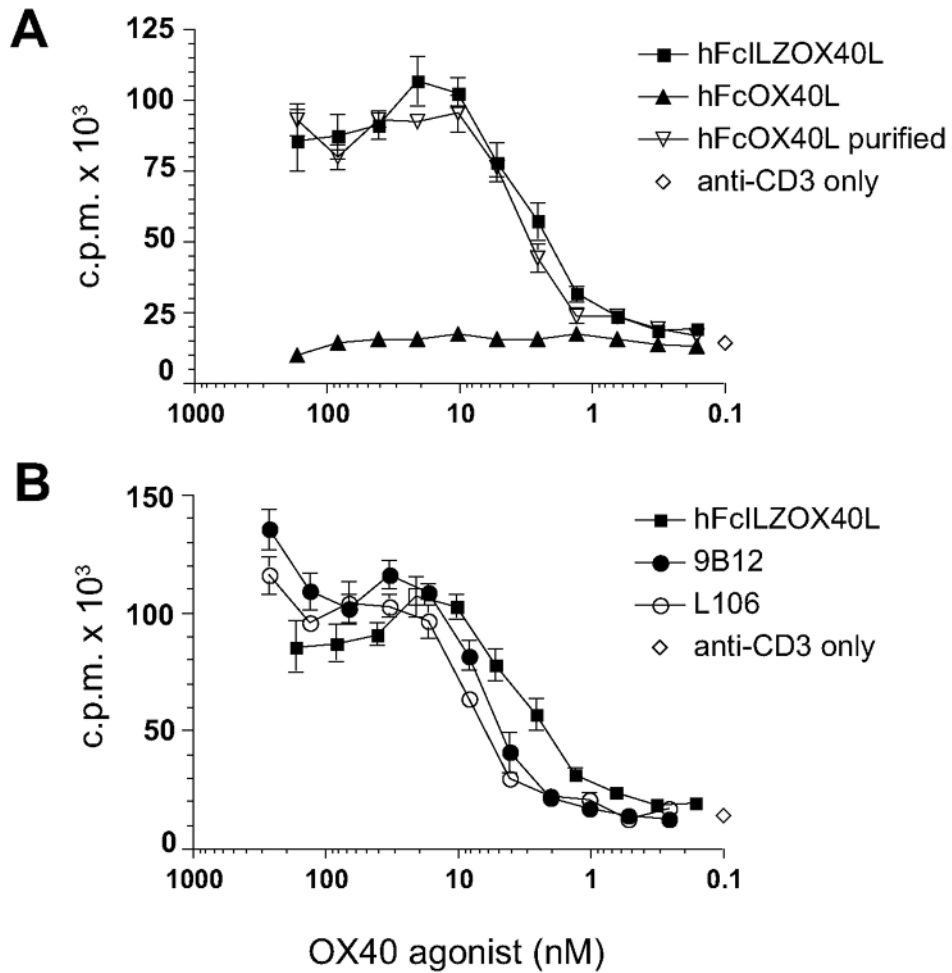 A
125
100
75
50
25
0
c.p.m. x 10³
hFcILZOX40L
hFcOX40L
hFcOX40L purified
anti-CD3 only
1000 100 10 1 0.1
B
150
100
50
0
c.p.m. x 10³
hFcILZOX40L
9B12
L106
anti-CD3 only
1000 100 10 1 0.1
OX40 agonist (nM)